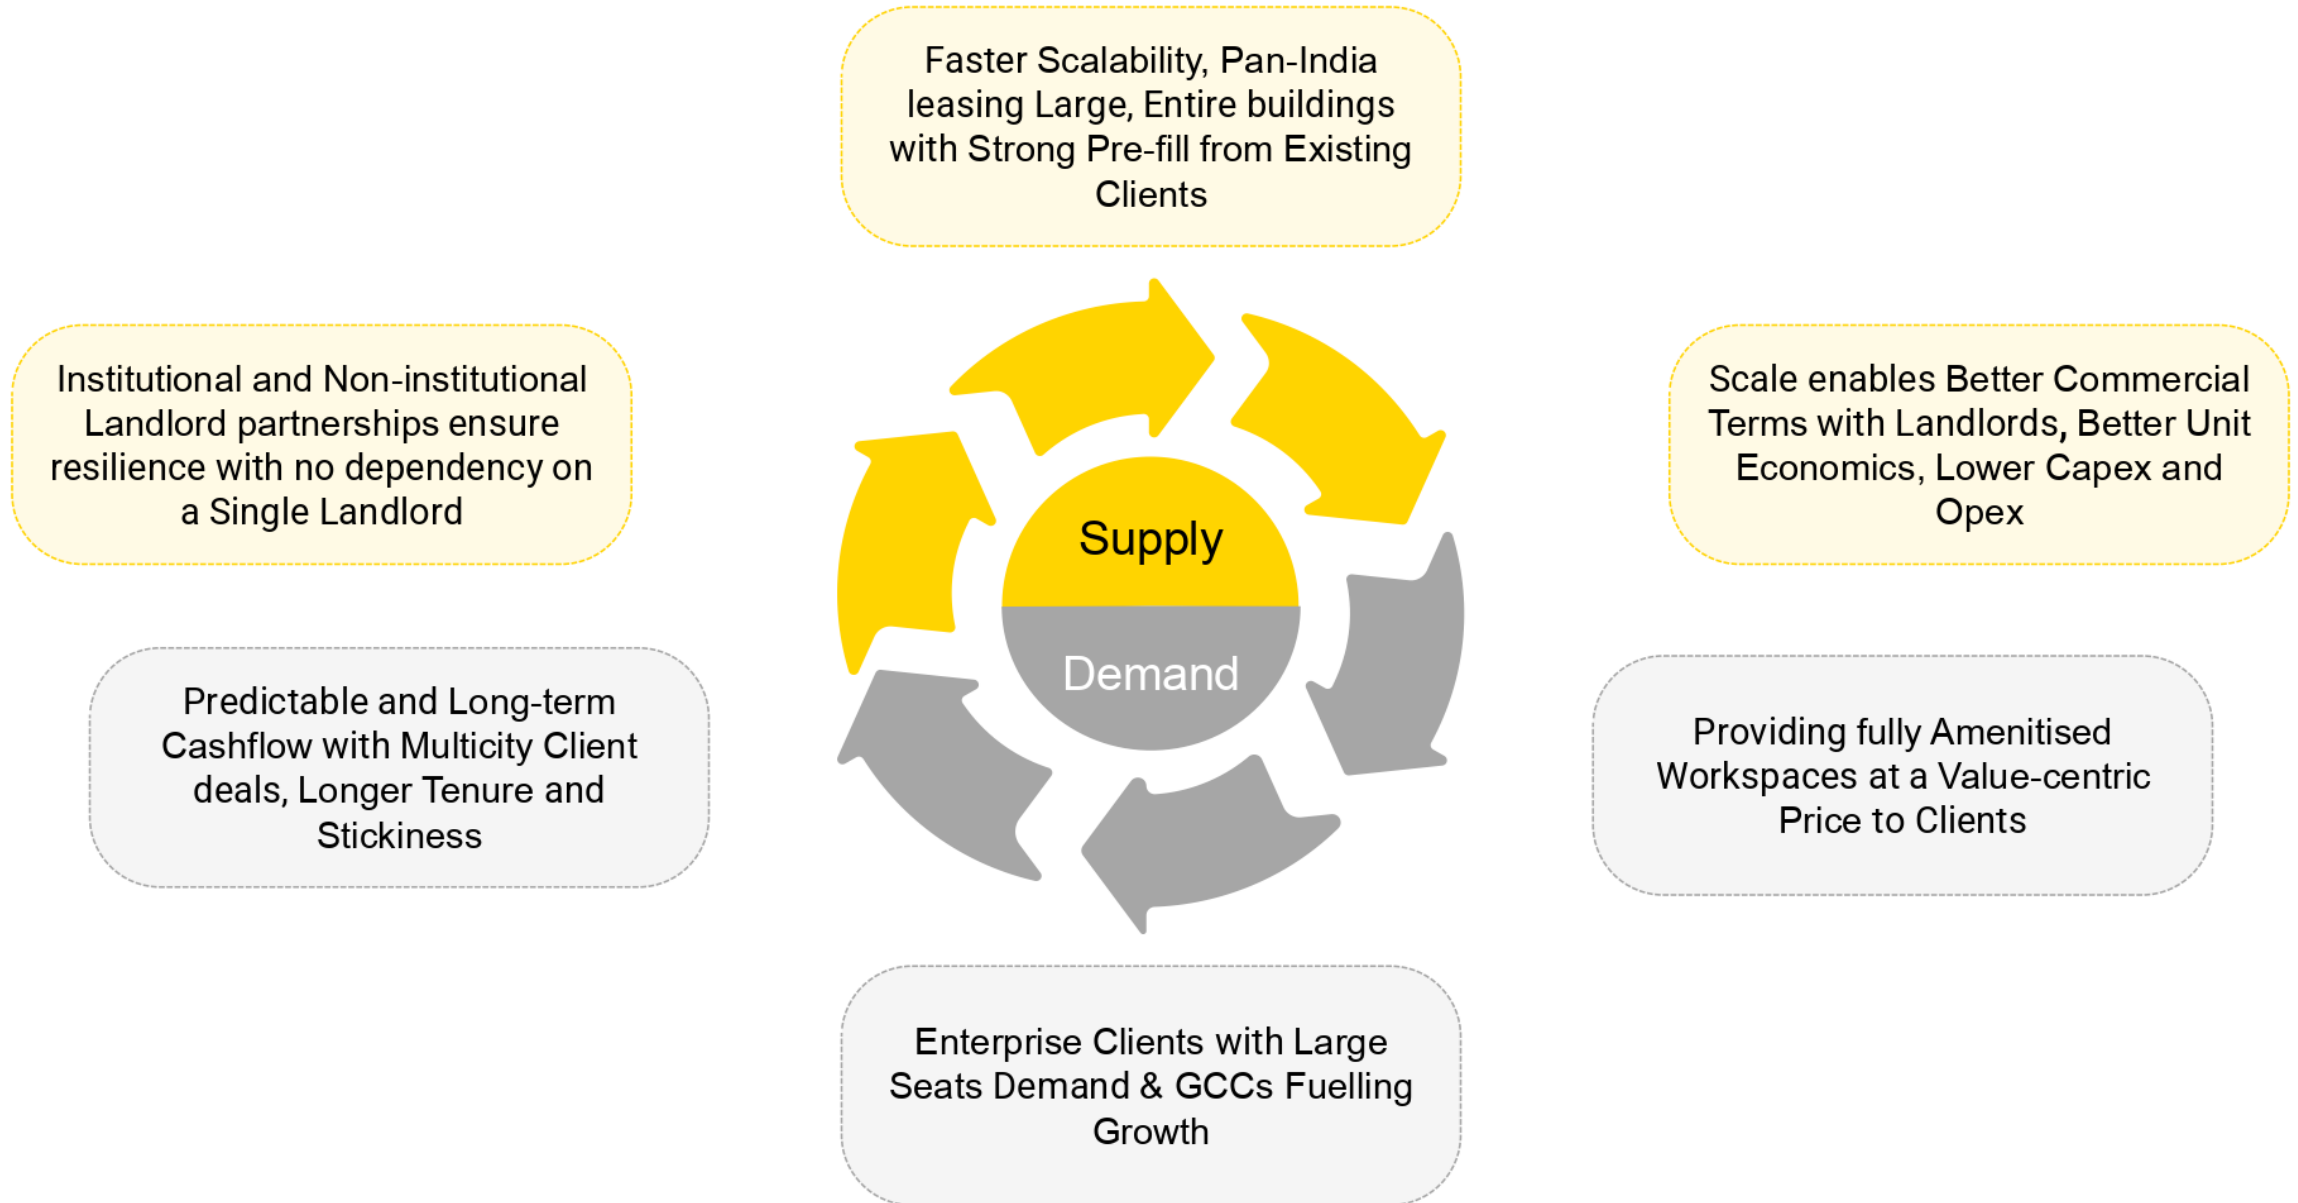 Faster Scalability, Pan-India
leasing Large, Entire buildings
with Strong Pre-fill from Existing
Clients
Institutional and Non-institutional
Landlord partnerships ensure
resilience with no dependency on
a Single Landlord
Scale enables Better Commercial
Terms with Landlords, Better Unit
Economics, Lower Capex and
Opex
Supply
Demand
Predictable and Long-term
Cashflow with Multicity Client
deals, Longer Tenure and
Stickiness
Providing fully Amenitised
Workspaces at a Value-centric
Price to Clients
Enterprise Clients with Large
Seats Demand & GCCs Fuelling
Growth